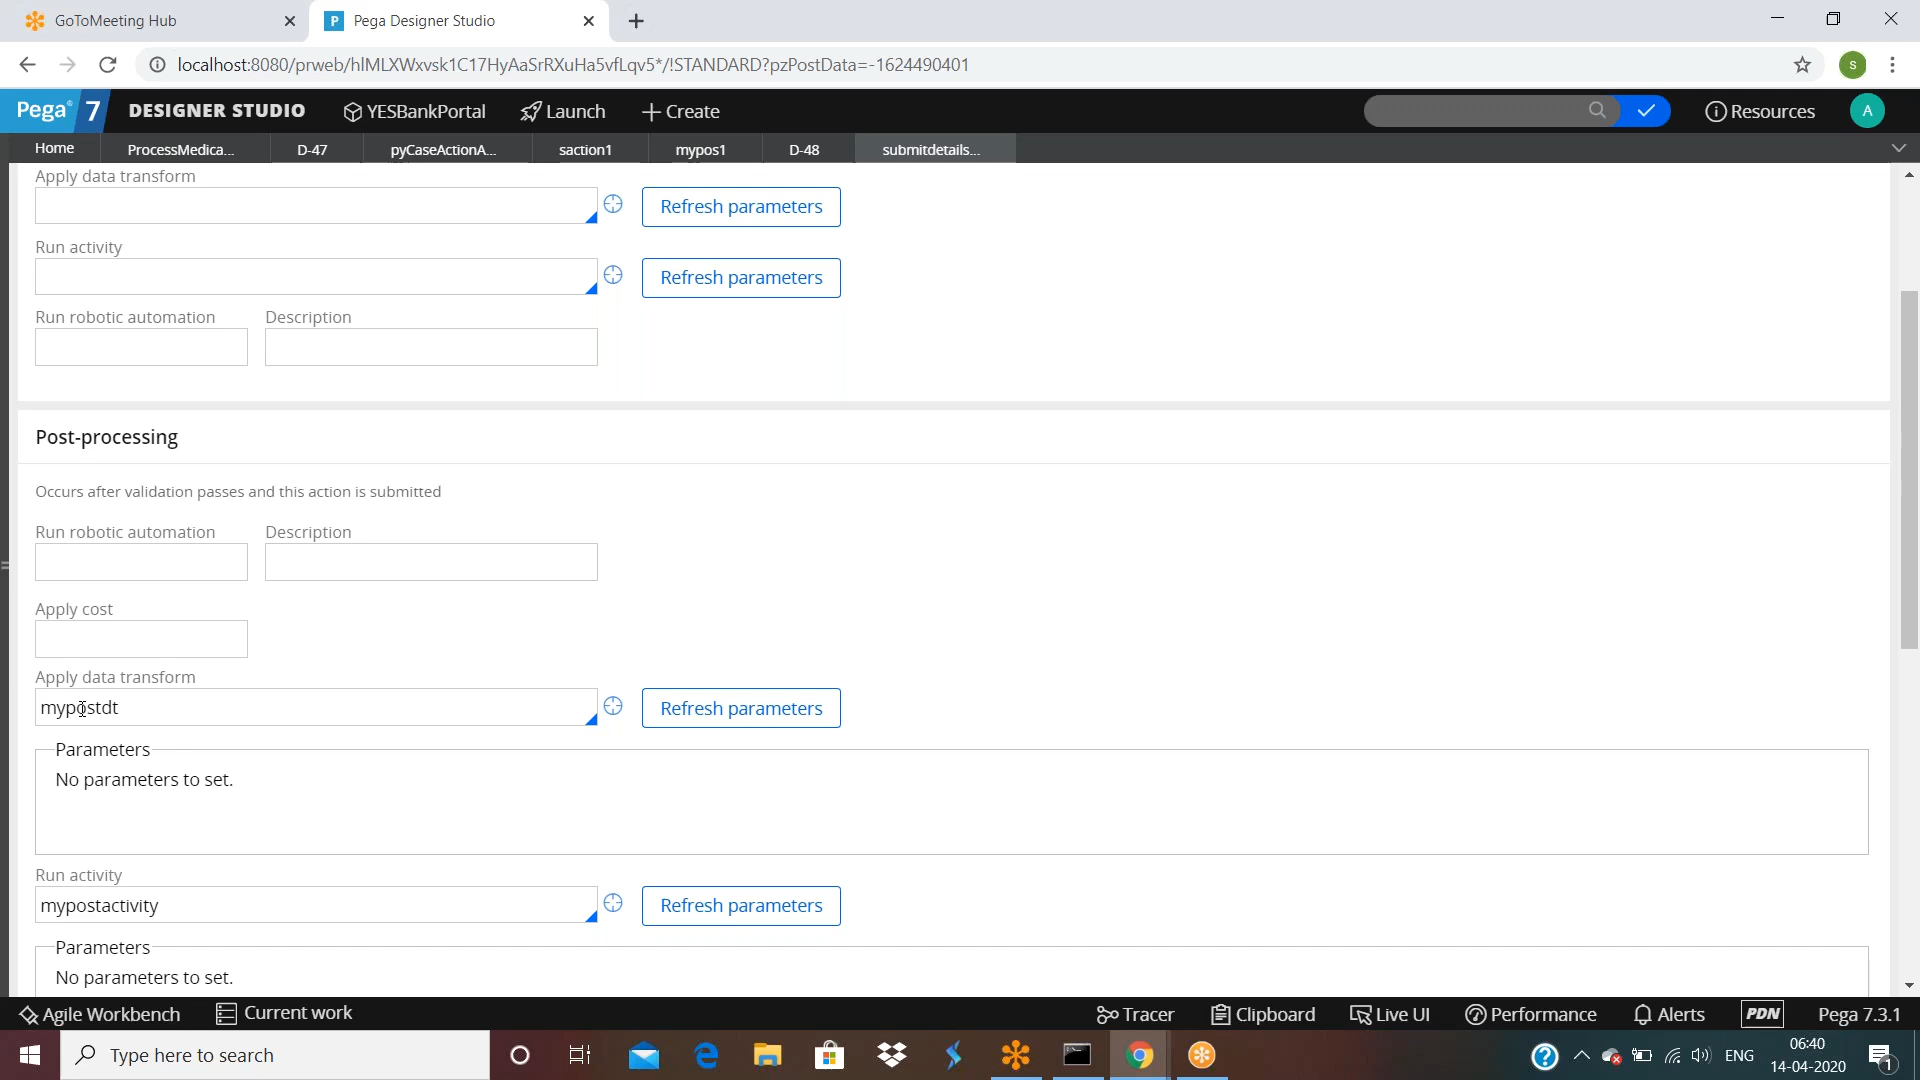 GoToMeeting Hub
P Pega Designer Studio
localhost:8080/prweb/hIMLXWxvsk1C17HyAaSrRXuHa5vfLqv5*/!STANDARD?pzPostData=-1624490401
s
Pega 7 DESIGNER STUDIO YESBankPortal Launch Create Resources A
Home ProcessMedica... D-47 pyCaseActionA... saction1 mypos1 D-48 submitdetails...
Apply data transform
Refresh parameters
Run activity
Refresh parameters
Run robotic automation Description
Post-processing
Occurs after validation passes and this action is submitted
Run robotic automation Description
Apply cost
Apply data transform
mypostdt Refresh parameters
Parameters
No parameters to set.
Run activity
mypostactivity Refresh parameters
Parameters
No parameters to set.
Agile Workbench Current work Tracer Clipboard Live UI Performance Alerts PDN Pega 7.3.1
Type here to search ENG 06:40
14-04-2020 1